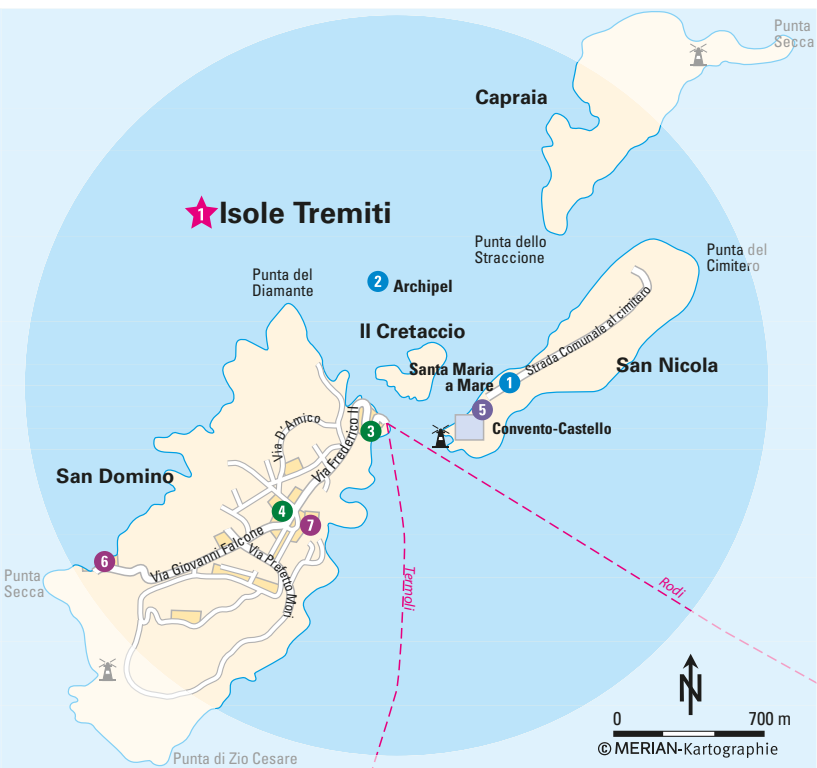 Punta
Secca
Capraia
1
Isole Tremiti
Punta dello
Straccione
Punta del
Cimitero
Punta del
Diamante
2
Archipel
Il Cretaccio
Strada Comunale al cimitero
San Nicola
Santa Maria
a Mare
1
5
Convento-Castello
3
Via D'Amico
Via Frederico II
San Domino
4
7
6
Via Giovanni Falcone
Via Prefetto Mori
Punta
Secca
Termoli
Rodi
N
0 700 m
© MERIAN-Kartographie
Punta di Zio Cesare